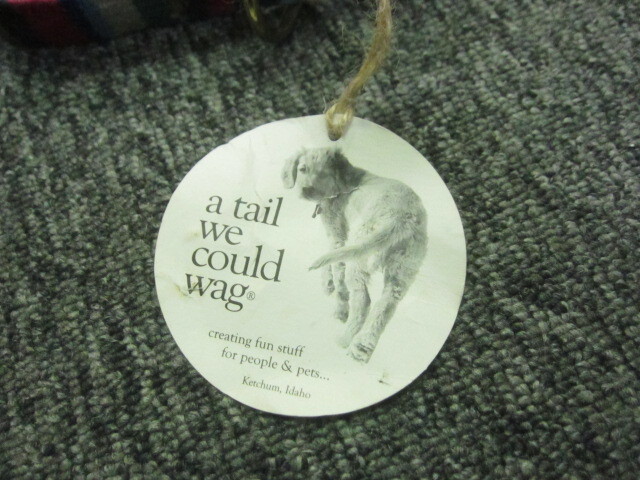 a tail
we
could
wag®
creating fun stuff
for people & pets...
Ketchum, Idaho